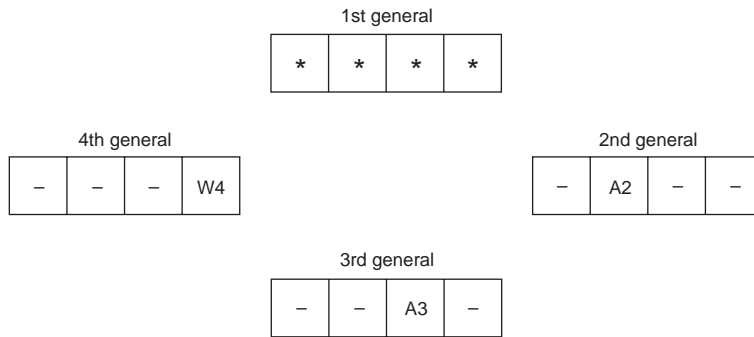 1st general
* * * *
4th general
– – – W4
2nd general
– A2 – –
3rd general
– – A3 –